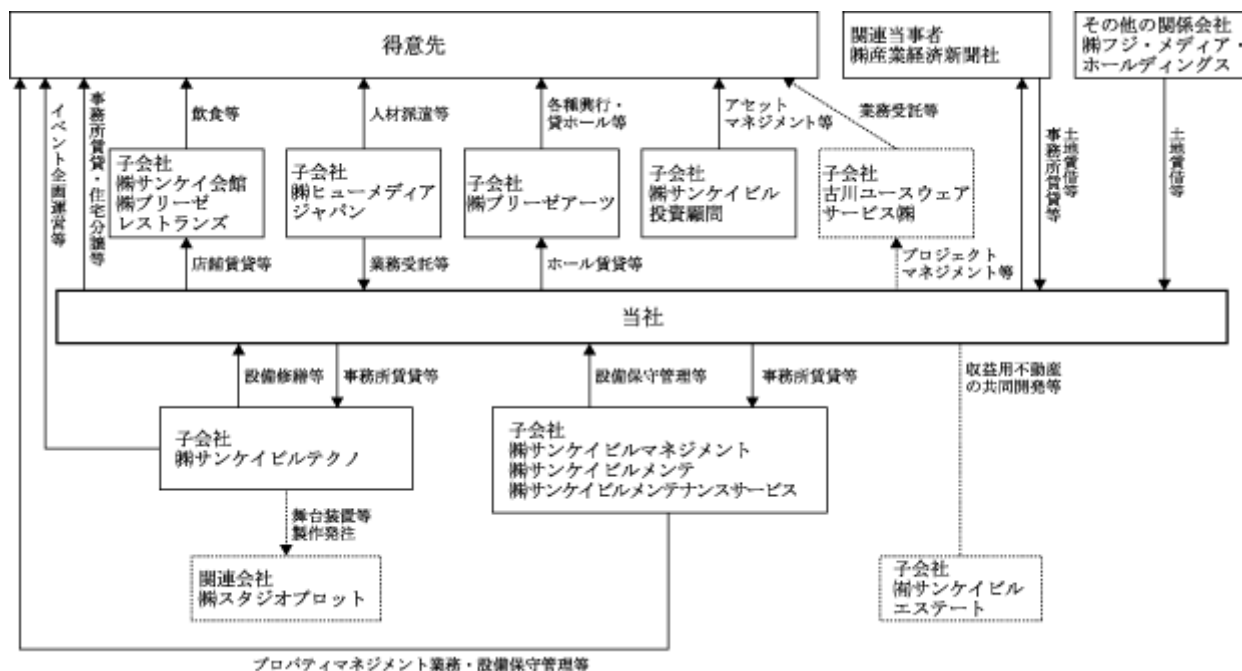 得意先
関連当事者
㈱産業経済新聞社
その他の関係会社
㈱フジ・メディア・
ホールディングス
イベント企画運営等
事務所賃貸・住宅分譲等
飲食等
人材派遣等
各種興行・
貸ホール等
アセット
マネジメント等
業務受託等
子会社
㈱サンケイ会館
㈱ブリーゼ
レストランズ
子会社
㈱ヒューメディア
ジャパン
子会社
㈱ブリーゼアーツ
子会社
㈱サンケイビル
投資顧問
子会社
古川ユースウェア
サービス㈱
土地賃借等
事務所賃貸等
土地賃借等
店舗賃貸等
業務受託等
ホール賃貸等
プロジェクト
マネジメント等
当社
設備修繕等
事務所賃貸等
設備保守管理等
事務所賃貸等
収益用不動産
の共同開発等
子会社
㈱サンケイビルテクノ
子会社
㈱サンケイビルマネジメント
㈱サンケイビルメンテ
㈱サンケイビルメンテナンスサービス
舞台装置等
製作発注
関連会社
㈱スタジオプロット
子会社
㈲サンケイビル
エステート
プロパティマネジメント業務・設備保守管理等